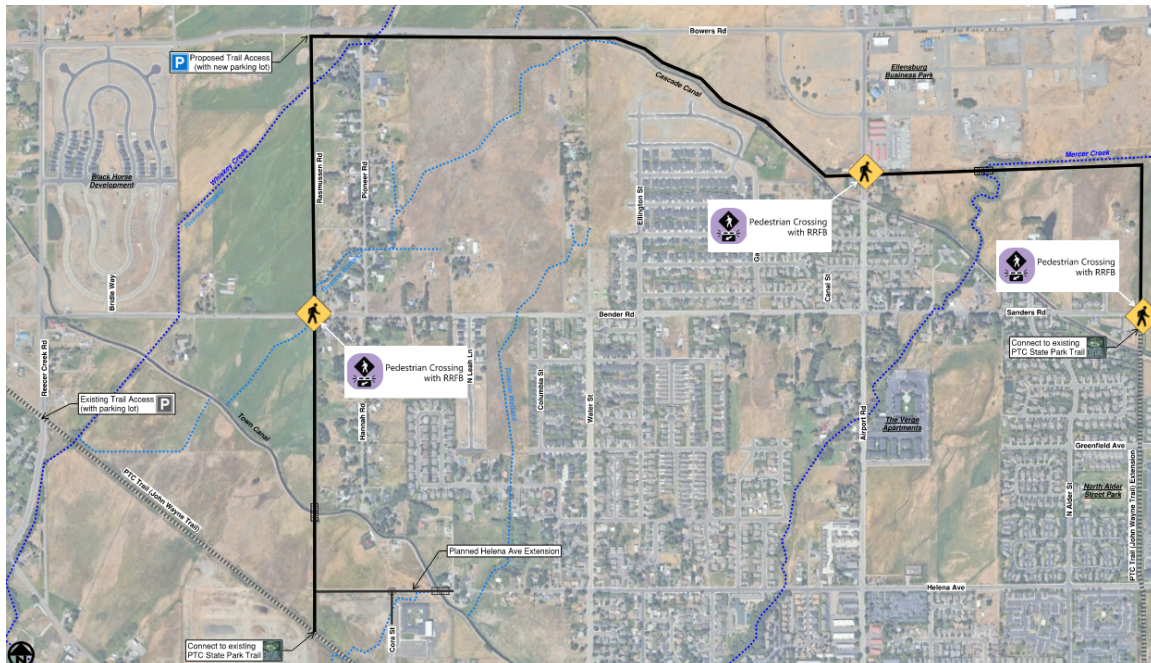 Bowers Rd
Proposed Trail Access
(with new parking lot)
P
Cascade Canal
Ellensburg
Business Park
Mercer Creek
Whiskey Creek
Rasmussen Rd
Pioneer Rd
Black Horse
Development
Ellington St
Pedestrian Crossing
with RRFB
Pedestrian Crossing
with RRFB
Canal St
Bridle Way
Bender Rd
Sanders Rd
Connect to existing
PTC State Park Trail
Reecer Creek Rd
Pedestrian Crossing
with RRFB
N Leah Ln
Columbia St
Water St
Hannah Rd
Existing Trail Access
(with parking lot)
P
Town Canal
Airport Rd
The Verge
Apartments
Greenfield Ave
N Alder St
North Alder
Street Park
PTC Trail (John Wayne Trail) Extension
PTC Trail (John Wayne Trail)
Planned Helena Ave Extension
Helena Ave
Cora St
Connect to existing
PTC State Park Trail
N